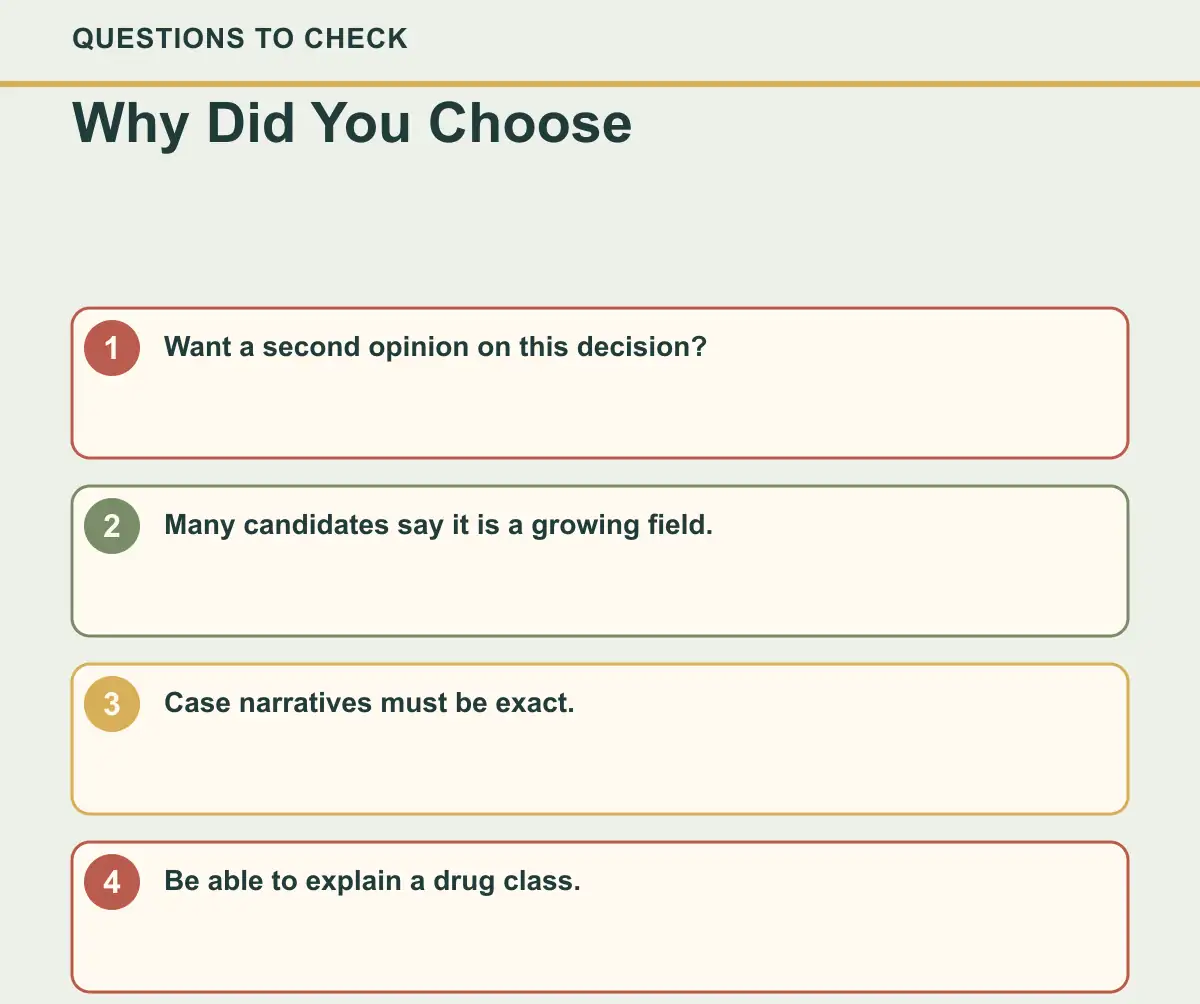 QUESTIONS TO CHECK
Why Did You Choose
1 Want a second opinion on this decision?
2 Many candidates say it is a growing field.
3 Case narratives must be exact.
4 Be able to explain a drug class.